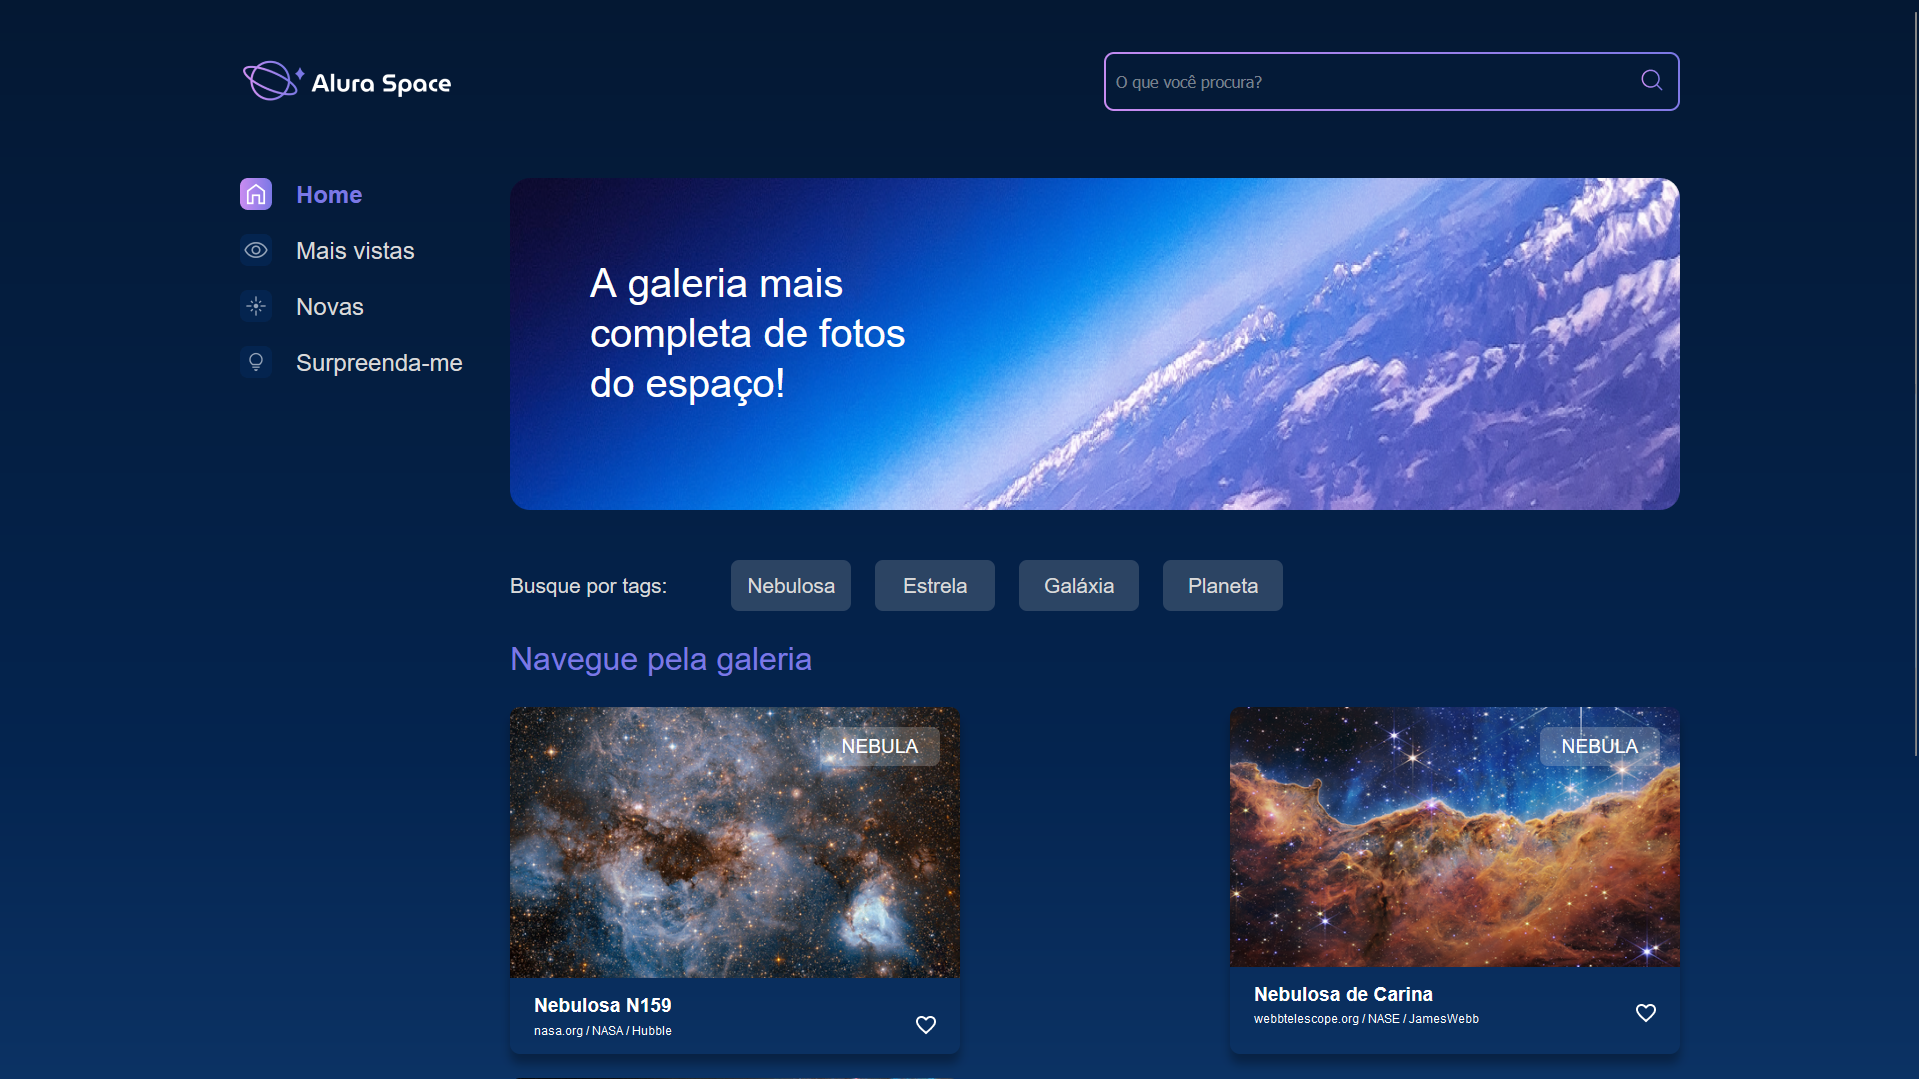 Alura Space
O que você procura?
Home
Mais vistas
Novas
Surpreenda-me
A galeria mais
completa de fotos
do espaço!
Busque por tags:
Nebulosa
Estrela
Galáxia
Planeta
Navegue pela galeria
NEBULA
Nebulosa N159
nasa.org / NASA / Hubble
NEBULA
Nebulosa de Carina
webbtelescope.org / NASE / JamesWebb